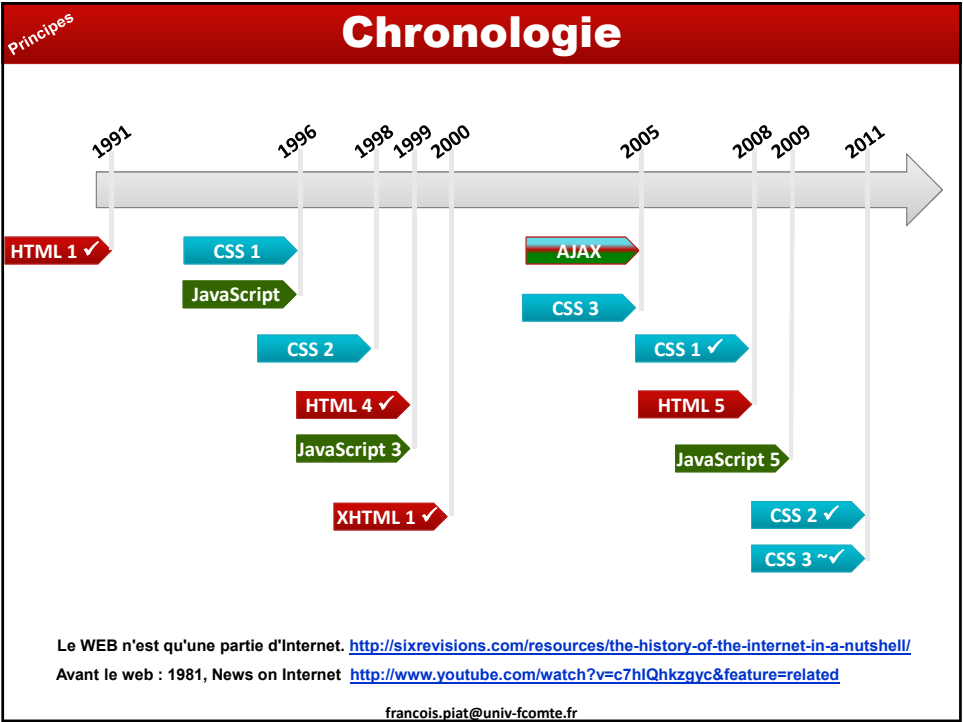 Principes
Chronologie
1991 1996 1998 1999 2000 2005 2008 2009 2011
HTML 1 ✓ CSS 1 AJAX
JavaScript CSS 3
CSS 2 CSS 1 ✓
HTML 4 ✓ HTML 5
JavaScript 3 JavaScript 5
XHTML 1 ✓ CSS 2 ✓
CSS 3 ~✓
Le WEB n'est qu'une partie d'Internet. http://sixrevisions.com/resources/the-history-of-the-internet-in-a-nutshell/
Avant le web : 1981, News on Internet http://www.youtube.com/watch?v=c7hIQhkzgyc&feature=related
francois.piat@univ-fcomte.fr